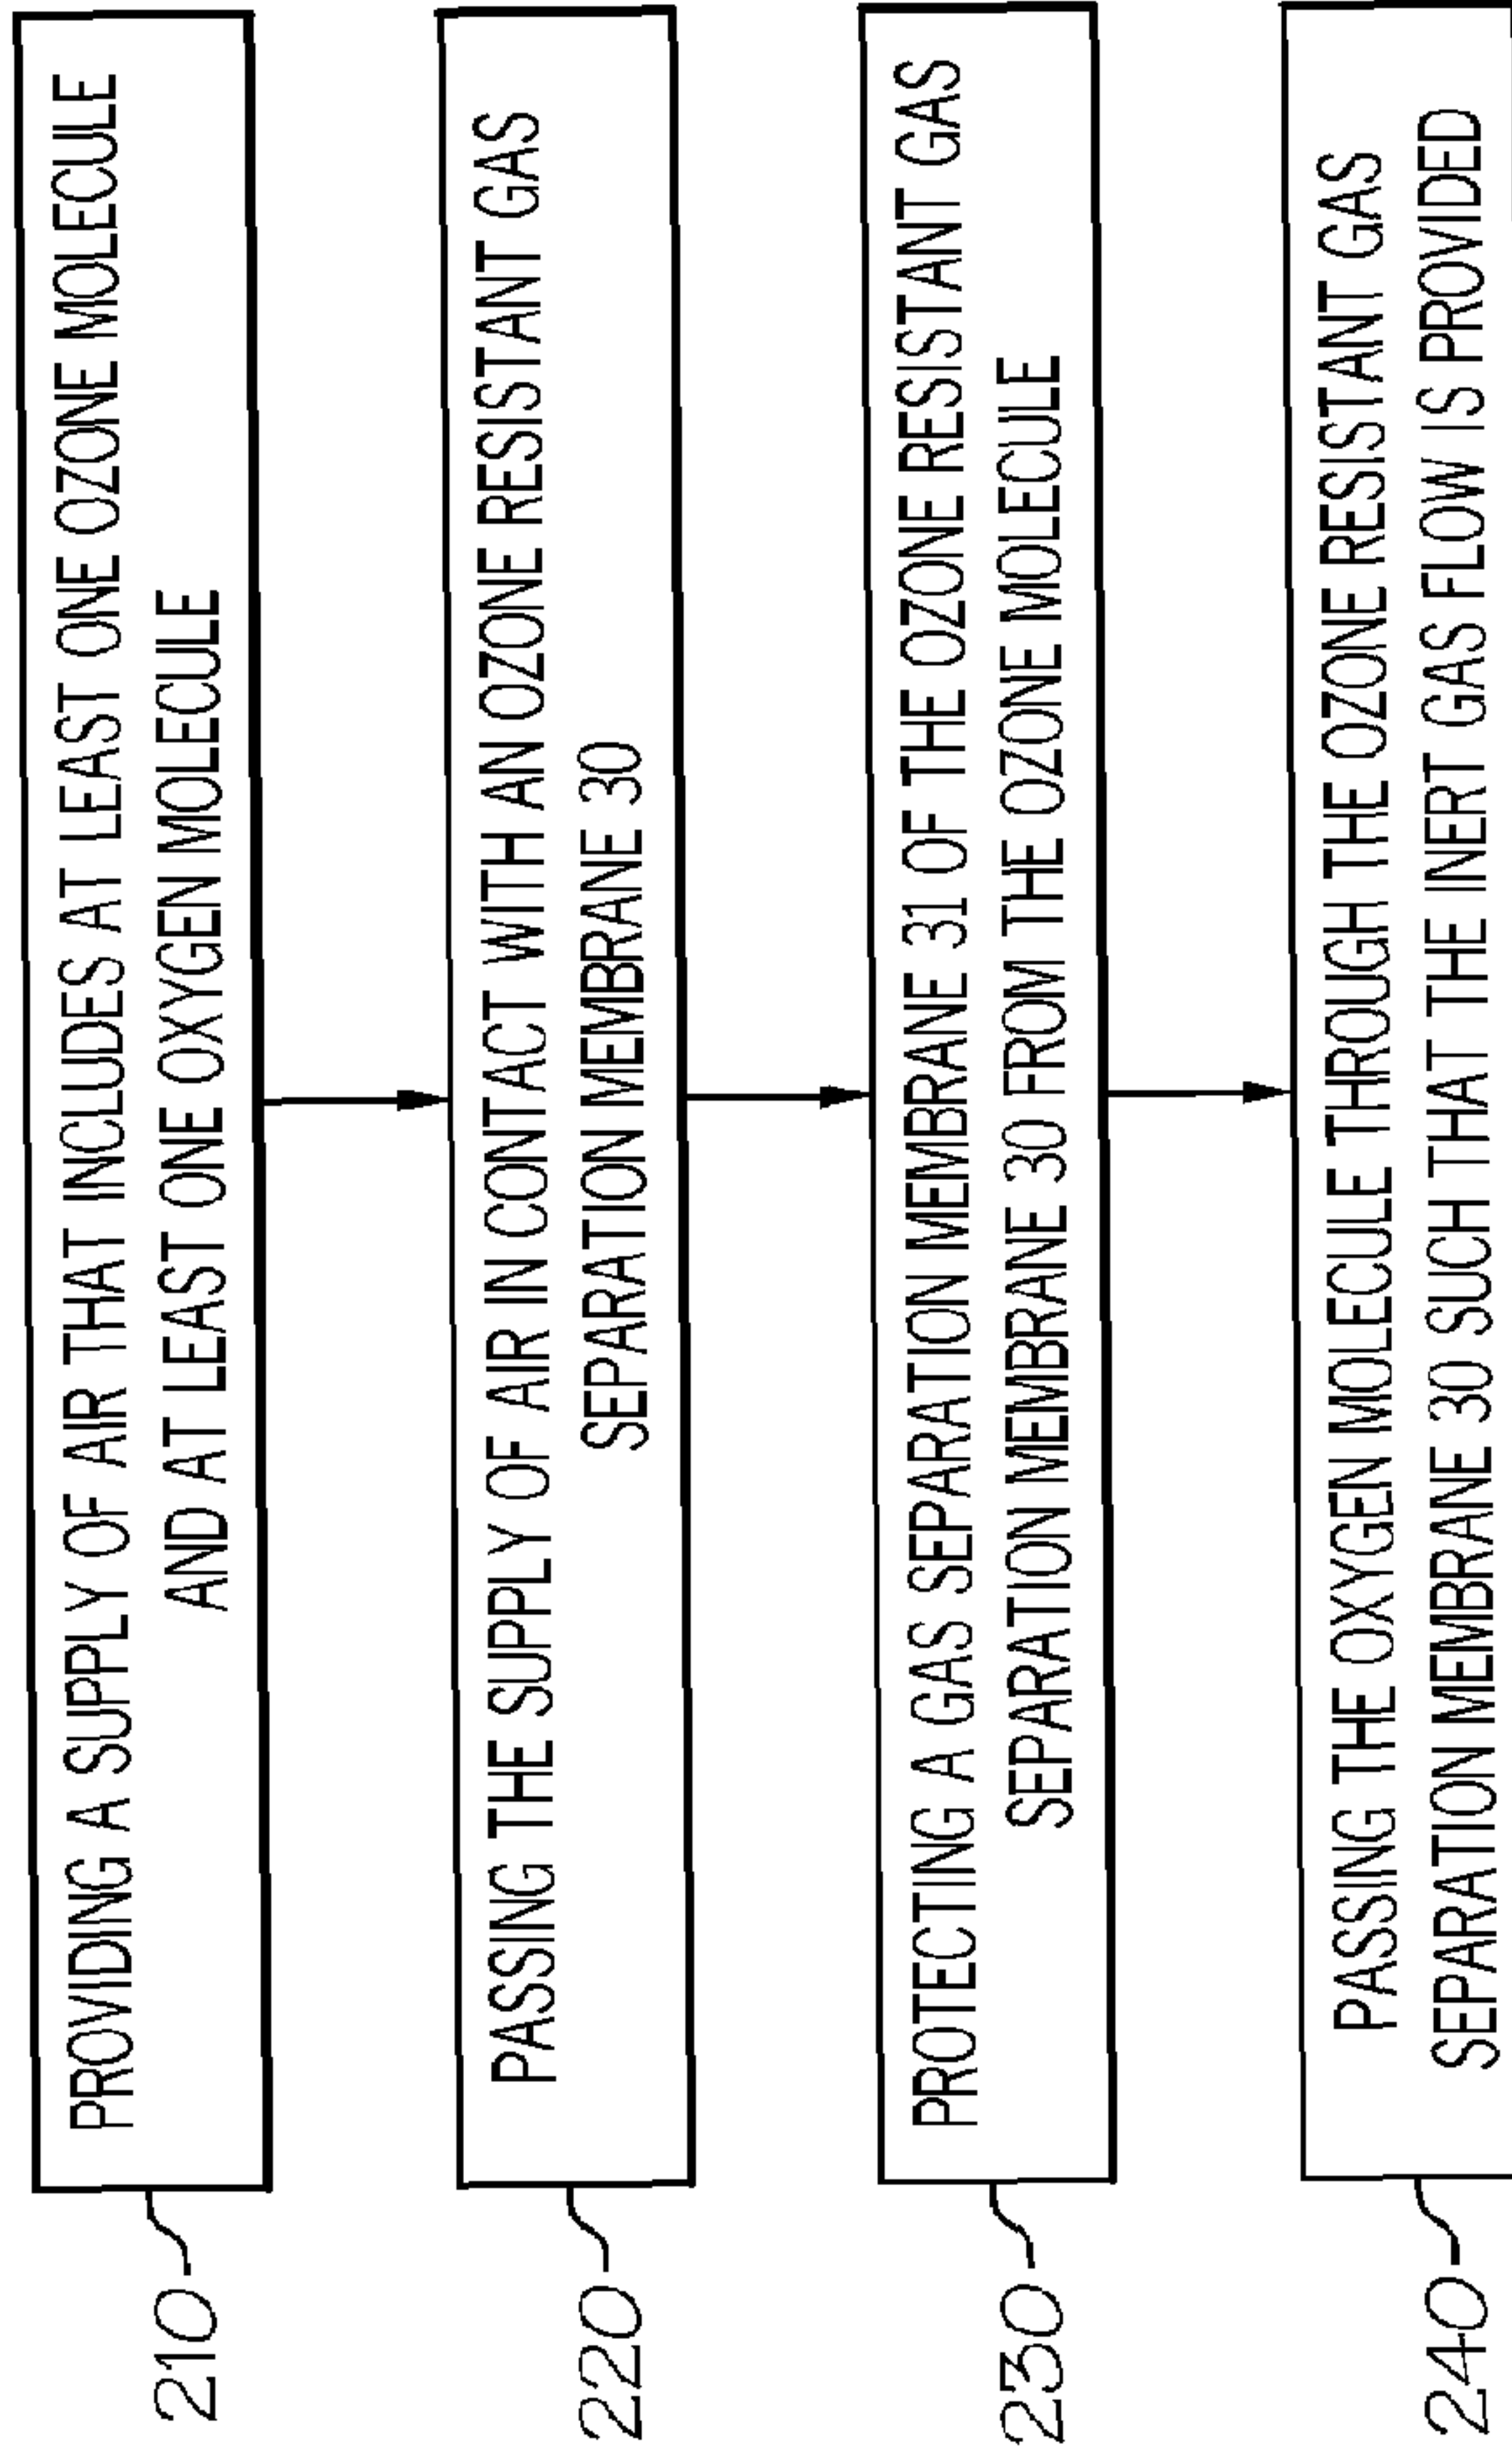 210
PROVIDING A SUPPLY OF AIR THAT INCLUDES AT LEAST ONE OZONE MOLECULE
AND AT LEAST ONE OXYGEN MOLECULE
220
PASSING THE SUPPLY OF AIR IN CONTACT WITH AN OZONE RESISTANT GAS
SEPARATION MEMBRANE 30
230
PROTECTING A GAS SEPARATION MEMBRANE 31 OF THE OZONE RESISTANT GAS
SEPARATION MEMBRANE 30 FROM THE OZONE MOLECULE
240
PASSING THE OXYGEN MOLECULE THROUGH THE OZONE RESISTANT GAS
SEPARATION MEMBRANE 30 SUCH THAT THE INERT GAS FLOW IS PROVIDED